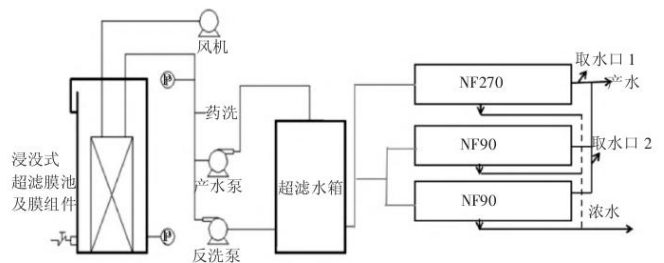 风机
取水口 1
NF270
产水
P
药洗
NF90
取水口 2
浸没式
超滤膜池
及膜组件
产水泵
超滤水箱
NF90
浓水
P
反洗泵